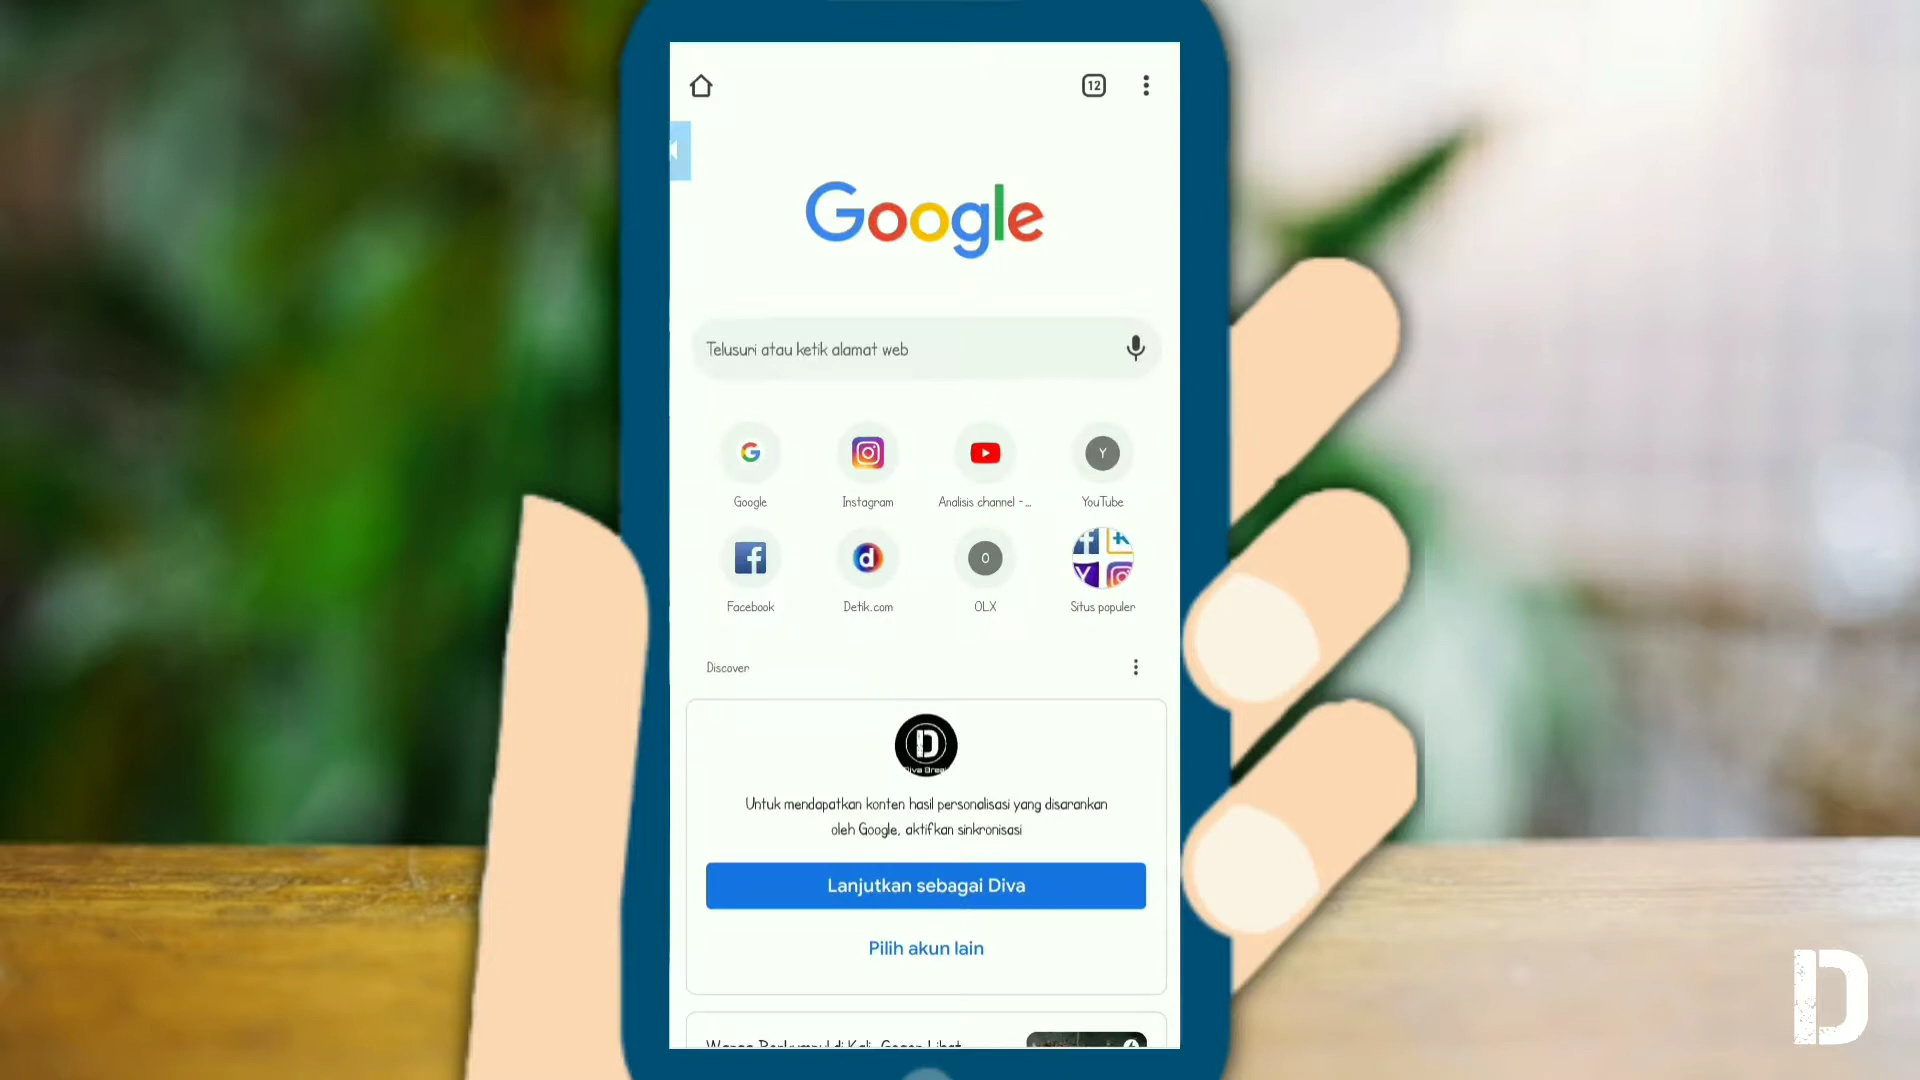 12
Google
Telusuri atau ketik alamat web
Y
Google
Instagram
Analisis channel - ...
YouTube
d
O
Facebook
Detik.com
OLX
Situs populer
Discover
D
Untuk mendapatkan konten hasil personalisasi yang disarankan
oleh Google, aktifkan sinkronisasi
Lanjutkan sebagai Diva
Pilih akun lain
D